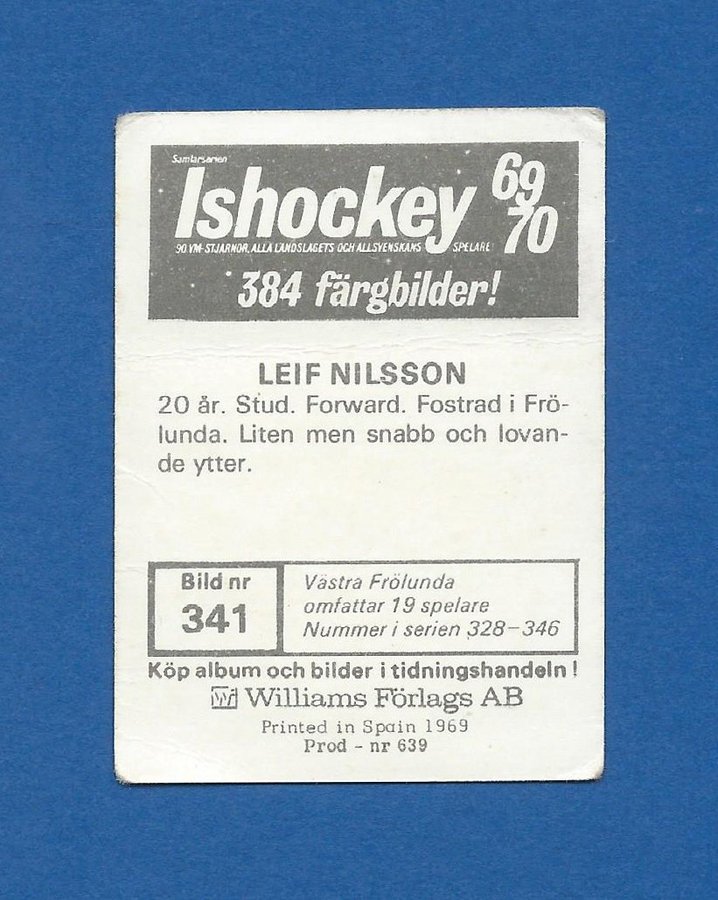 Samlarserien
Ishockey 69 70
90 VM-STJÄRNOR, ALLA LANDSLAGETS OCH ALLSVENSKANS SPELARE
384 färgbilder!
LEIF NILSSON
20 år. Stud. Forward. Fostrad i Frö-
lunda. Liten men snabb och lovan-
de ytter.
Bild nr
341
Västra Frölunda
omfattar 19 spelare
Nummer i serien 328–346
Köp album och bilder i tidningshandeln!
Wf Williams Förlags AB
Printed in Spain 1969
Prod - nr 639